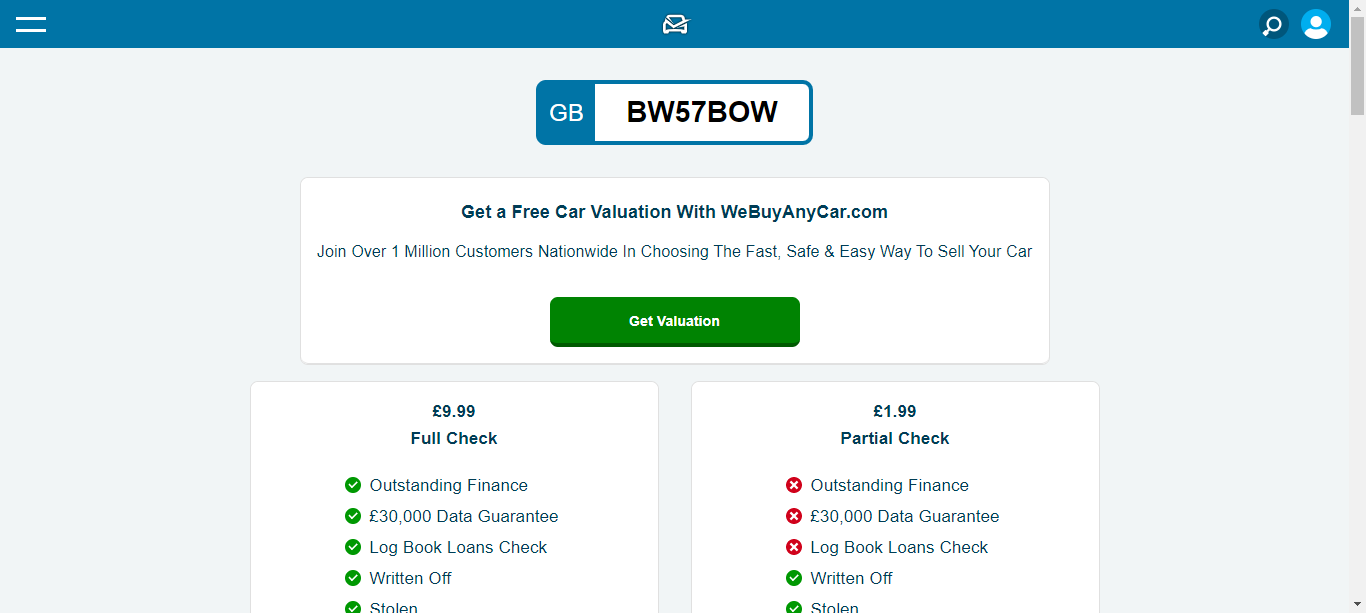 GB BW57BOW
Get a Free Car Valuation With WeBuyAnyCar.com
Join Over 1 Million Customers Nationwide In Choosing The Fast, Safe & Easy Way To Sell Your Car
Get Valuation
£9.99
Full Check
Outstanding Finance
£30,000 Data Guarantee
Log Book Loans Check
Written Off
Stolen
£1.99
Partial Check
Outstanding Finance
£30,000 Data Guarantee
Log Book Loans Check
Written Off
Stolen